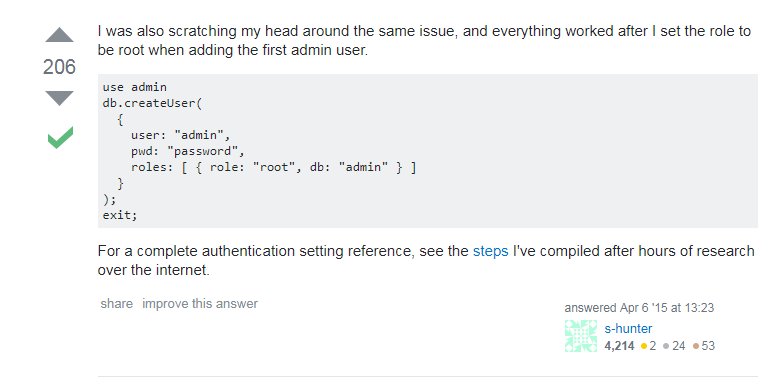 I was also scratching my head around the same issue, and everything worked after I set the role to
be root when adding the first admin user.
206
use admin
db.createUser(
  {
    user: "admin",
    pwd: "password",
    roles: [ { role: "root", db: "admin" } ]
  }
);
exit;
For a complete authentication setting reference, see the steps I've compiled after hours of research
over the internet.
share improve this answer
answered Apr 6 '15 at 13:23
s-hunter
4,214 ●2 ●24 ●53